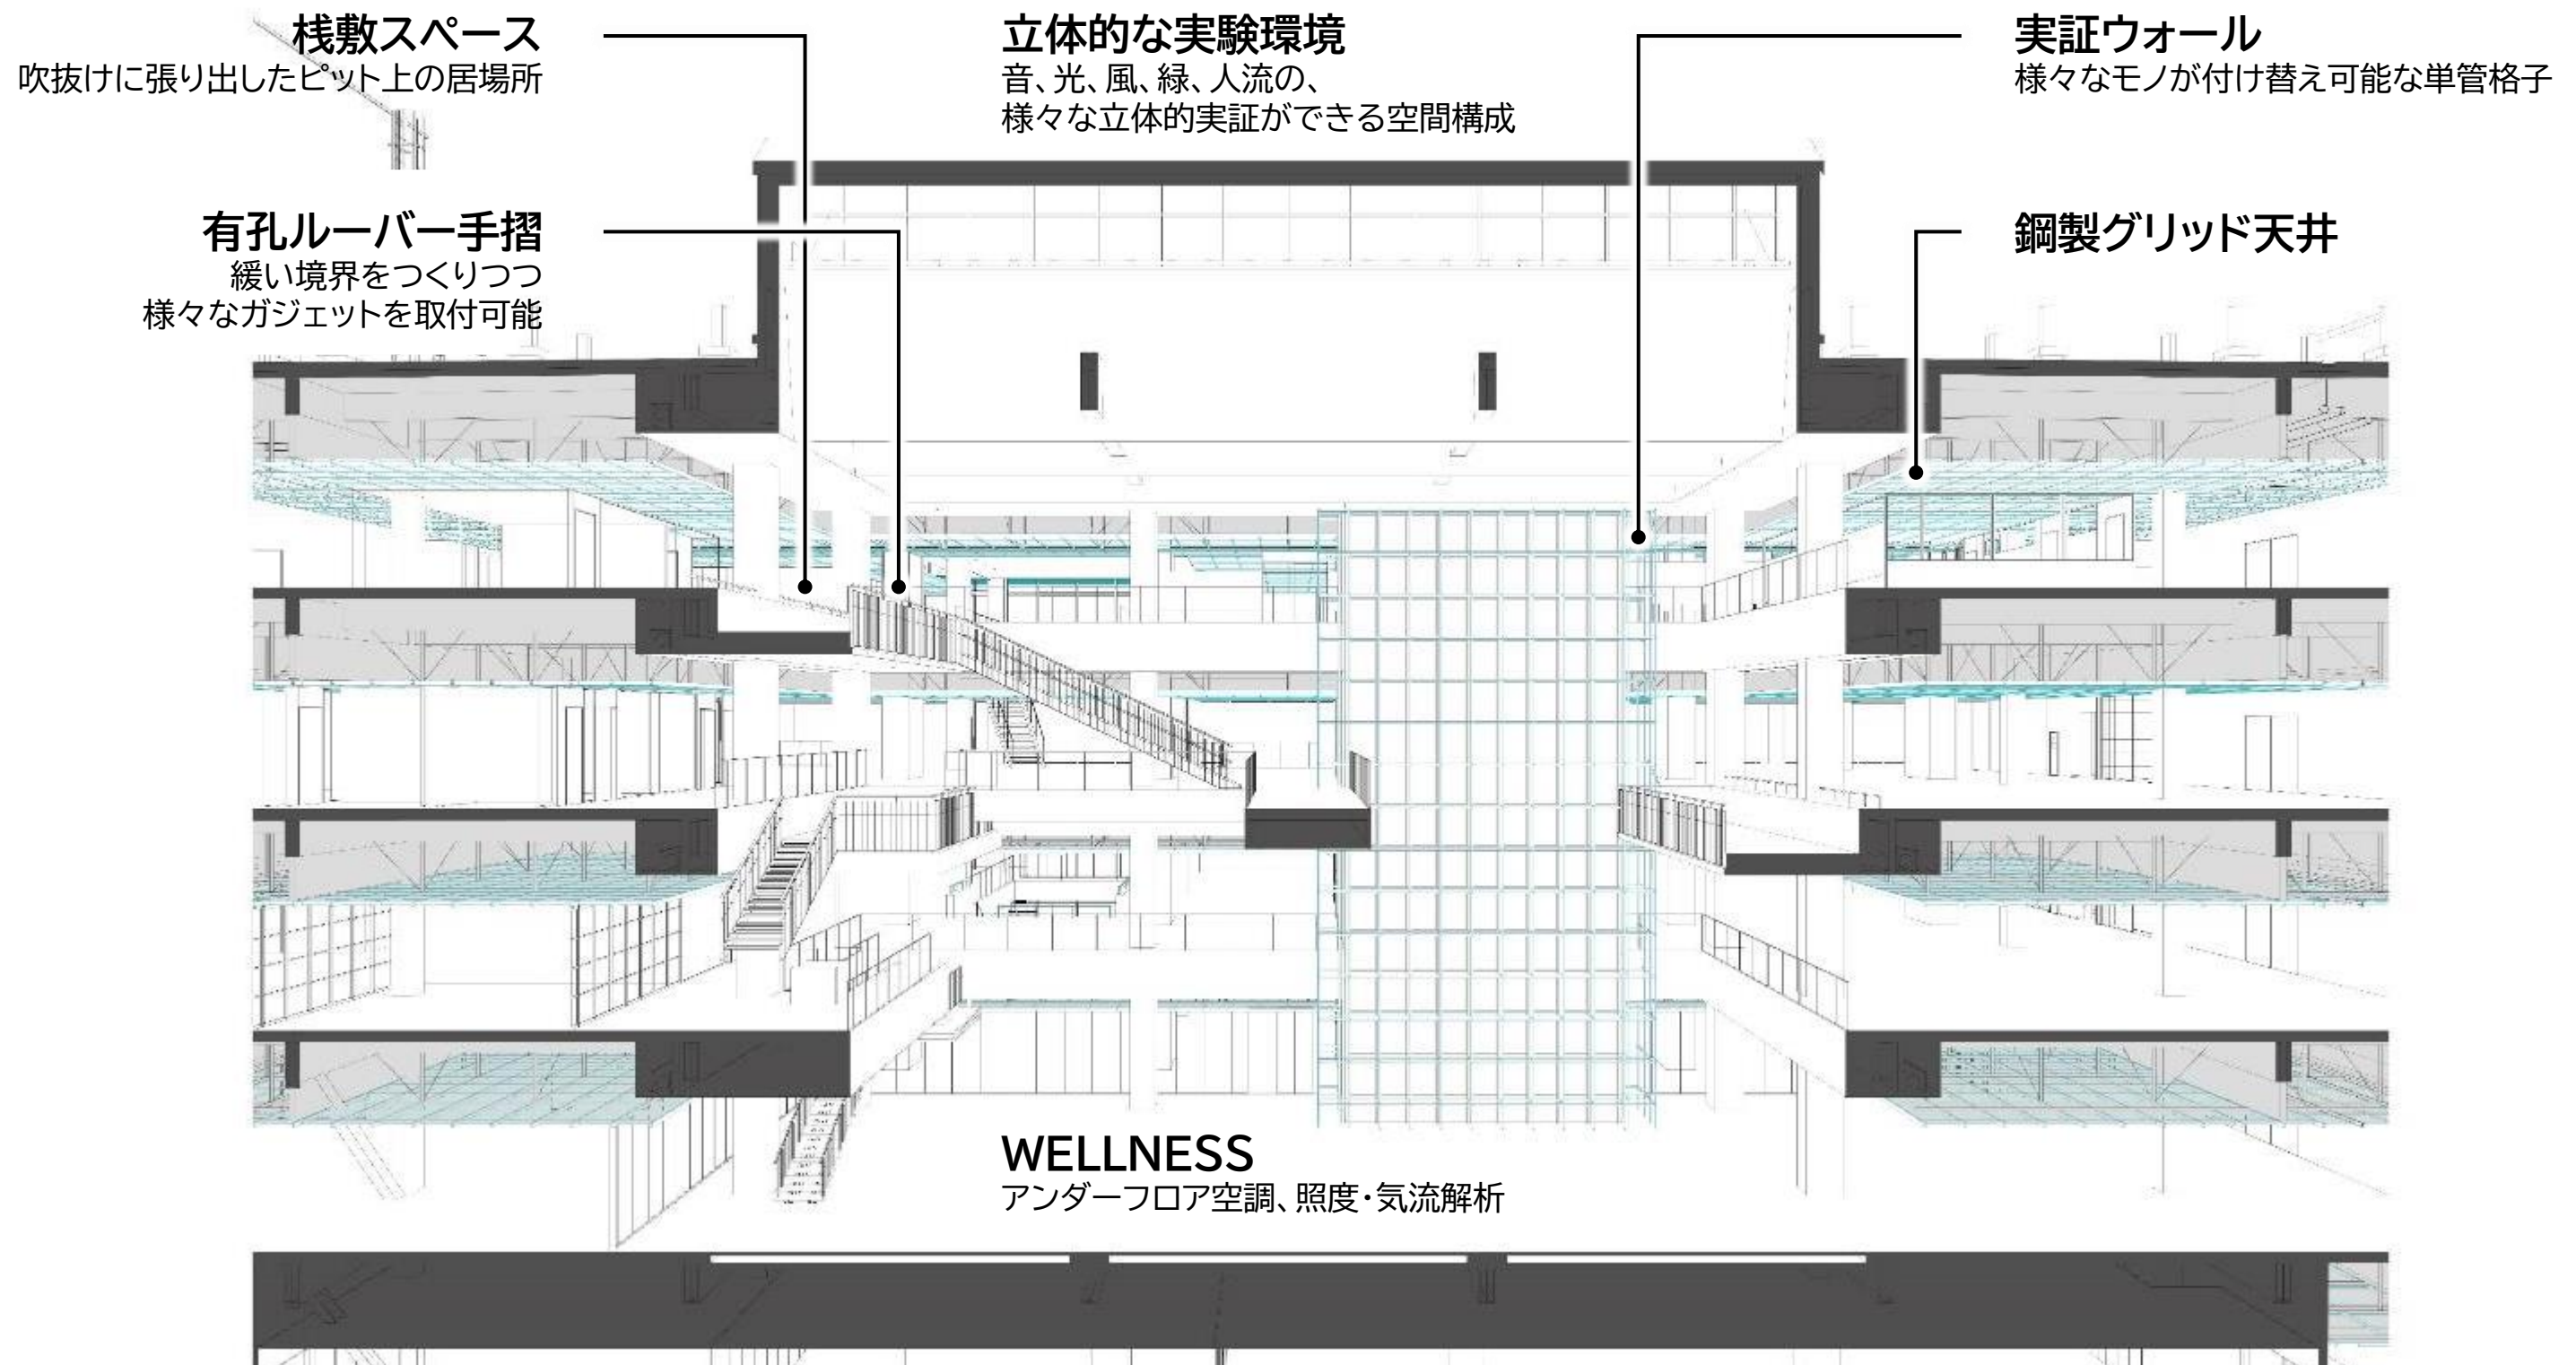 桟敷スペース
吹抜けに張り出したピット上の居場所
立体的な実験環境
音、光、風、緑、人流の、
様々な立体的実証ができる空間構成
実証ウォール
様々なモノが付け替え可能な単管格子
有孔ルーバー手摺
緩い境界をつくりつつ
様々なガジェットを取付可能
鋼製グリッド天井
WELLNESS
アンダーフロア空調、照度・気流解析